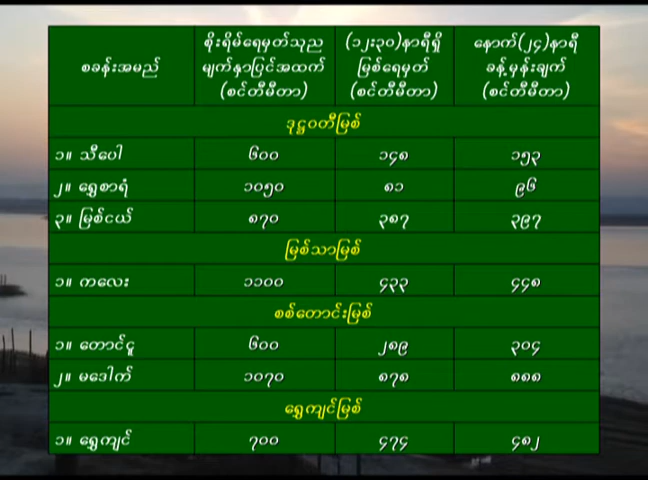 စခန်းအမည်
စိုးရိမ်ရေမှတ်သုည
မျက်နှာပြင်အထက်
(စင်တီမီတာ)
(၁၂း၃၀)နာရီရှိ
မြစ်ရေမှတ်
(စင်တီမီတာ)
နောက်(၂၄)နာရီ
ခန့်မှန်းချက်
(စင်တီမီတာ)
ဒုဋ္ဌဝတီမြစ်
၁။ သီပေါ ၆၀၀ ၁၄၈ ၁၅၃
၂။ ရွှေစာရံ ၁၀၅၀ ၈၁ ၉၆
၃။ မြစ်ငယ် ၈၇၀ ၃၈၇ ၃၉၇
မြစ်သာမြစ်
၁။ ကလေး ၁၁၀၀ ၄၃၃ ၄၄၈
စစ်တောင်းမြစ်
၁။ တောင်ငူ ၆၀၀ ၂၈၉ ၃၀၄
၂။ မဒေါက် ၁၀၇၀ ၈၇၈ ၈၈၈
ရွှေကျင်မြစ်
၁။ ရွှေကျင် ၇၀၀ ၄၇၄ ၄၈၂